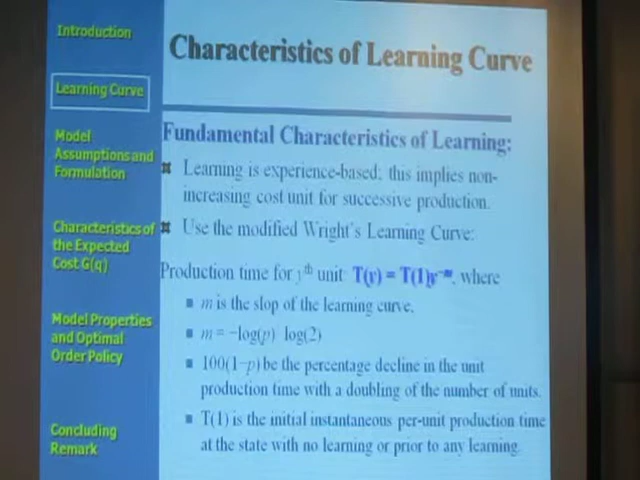 Introduction
Learning Curve
Model
Assumptions and
Formulation
Characteristics of
the Expected
Cost G(q)
Model Properties
and Optimal
Order Policy
Concluding
Remark
Characteristics of Learning Curve
Fundamental Characteristics of Learning:
Learning is experience-based; this implies non-
increasing cost unit for successive production.
Use the modified Wright's Learning Curve:
Production time for yth unit: T(y) = T(1)y⁻ᵐ, where
m is the slop of the learning curve,
m = −log(p) log(2)
100(1−p) be the percentage decline in the unit
production time with a doubling of the number of units.
T(1) is the initial instantaneous per-unit production time
at the state with no learning or prior to any learning.